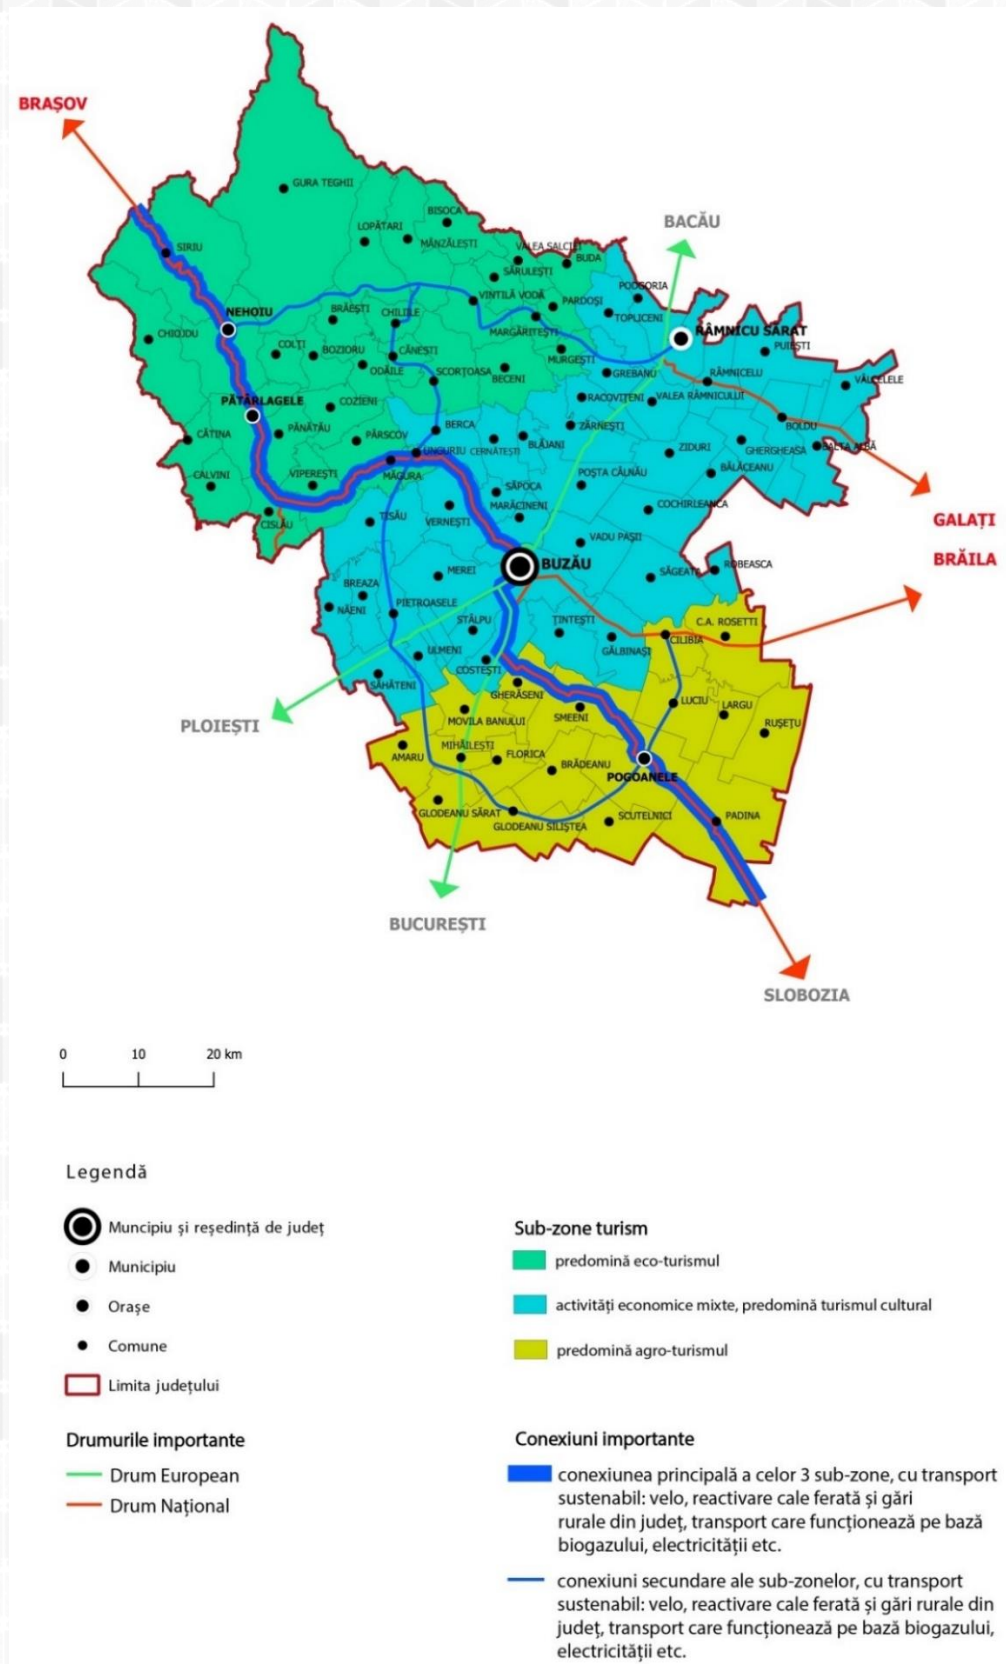 BRAȘOV
GURA TEGHII
BISOCA
BACĂU
LOPĂTARI
MÂNZĂLEȘTI
SIRIU
VALEA SALCIEI
BUDA
SĂRULEȘTI
PODGORIA
VINTILĂ VODĂ
PARDOȘI
NEHOIU
BRĂEȘTI
CHILIILE
TOPLICENI
MARGĂRITEȘTI
RÂMNICU SĂRAT
CHIOJDU
PUIEȘTI
COLȚI
BOZIORU
CĂNEȘTI
MURGEȘTI
ODĂILE
SCORȚOASA
BECENI
GREBANU
RÂMNICELU
VÂLCELELE
PĂTÂRLAGELE
COZIENI
RACOVIȚENI
VALEA RÂMNICULUI
CĂTINA
PĂNĂTĂU
PÂRSCOV
BERCA
ZĂRNEȘTI
BOLDU
UNGURIU
CERNĂTEȘTI
BLĂJANI
ZIDURI
GHERGHEASA
BALTA ALBĂ
CALVINI
VIPEREȘTI
MĂGURA
POȘTA CÂLNĂU
BĂLĂCEANU
SĂPOCA
CISLĂU
TISĂU
VERNEȘTI
MARĂCINENI
COCHIRLEANCA
GALAȚI
VADU PAȘII
BRĂILA
BUZĂU
MEREI
SĂGEATA
ROBEASCA
BREAZA
NĂENI
PIETROASELE
STÂLPU
ȚINTEȘTI
C.A. ROSETTI
CILIBIA
ULMENI
GĂLBINAȘI
COSTEȘTI
SĂHĂTENI
GHERĂSENI
LUCIU
LARGU
PLOIEȘTI
MOVILA BANULUI
SMEENI
RUȘEȚU
AMARU
MIHĂILEȘTI
FLORICA
BRĂDEANU
POGOANELE
GLODEANU SĂRAT
GLODEANU SILIȘTEA
SCUTELNICI
PADINA
BUCUREȘTI
SLOBOZIA
0 10 20 km
Legendă
Muncipiu și reședință de județ
Municipiu
Orașe
Comune
Limita județului
Drumurile importante
Drum European
Drum Național
Sub-zone turism
predomină eco-turismul
activități economice mixte, predomină turismul cultural
predomină agro-turismul
Conexiuni importante
conexiunea principală a celor 3 sub-zone, cu transport
sustenabil: velo, reactivare cale ferată și gări
rurale din județ, transport care funcționează pe bază
biogazului, electricității etc.
conexiuni secundare ale sub-zonelor, cu transport
sustenabil: velo, reactivare cale ferată și gări rurale din
județ, transport care funcționează pe bază biogazului,
electricității etc.